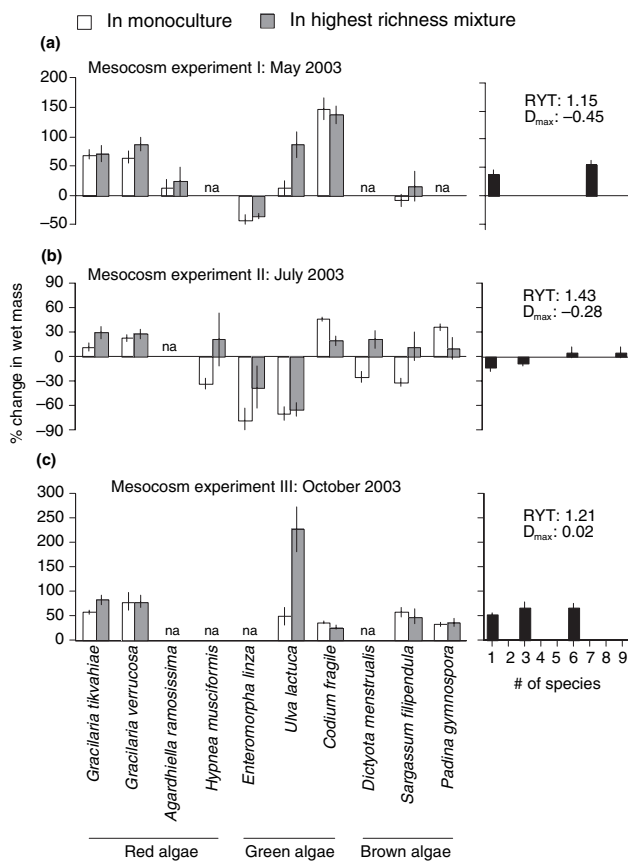 In monoculture In highest richness mixture
(a)
Mesocosm experiment I: May 2003
200
150
100
50
0
–50
na
na
na
RYT: 1.15
Dmax: –0.45
(b)
Mesocosm experiment II: July 2003
90
60
30
0
–30
–60
–90
na
RYT: 1.43
Dmax: –0.28
% change in wet mass
(c)
Mesocosm experiment III: October 2003
300
250
200
150
100
50
0
na
na
na
na
RYT: 1.21
Dmax: 0.02
1 2 3 4 5 6 7 8 9
# of species
Gracilaria tikvahiae
Gracilaria verrucosa
Agardhiella ramosissima
Hypnea musciformis
Enteromorpha linza
Ulva lactuca
Codium fragile
Dictyota menstrualis
Sargassum filipendula
Padina gymnospora
Red algae Green algae Brown algae